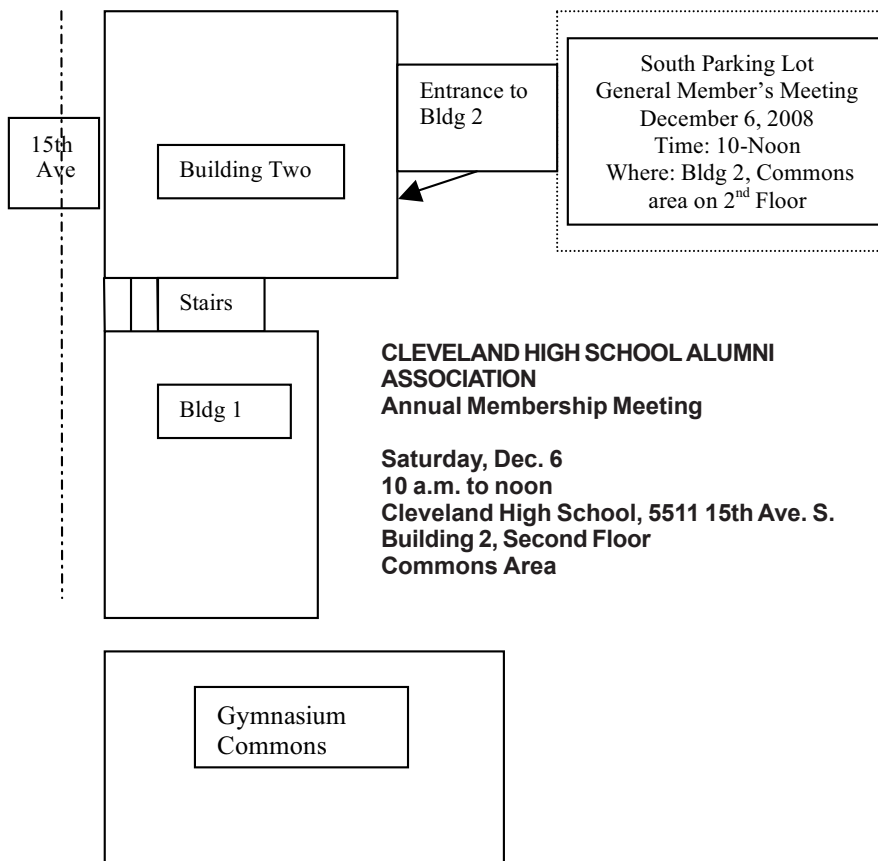 South Parking Lot
General Member’s Meeting
December 6, 2008
Time: 10-Noon
Where: Bldg 2, Commons
area on 2nd Floor
Entrance to
Bldg 2
15th
Ave
Building Two
Stairs
Bldg 1
CLEVELAND HIGH SCHOOL ALUMNI
ASSOCIATION
Annual Membership Meeting
Saturday, Dec. 6
10 a.m. to noon
Cleveland High School, 5511 15th Ave. S.
Building 2, Second Floor
Commons Area
Gymnasium
Commons